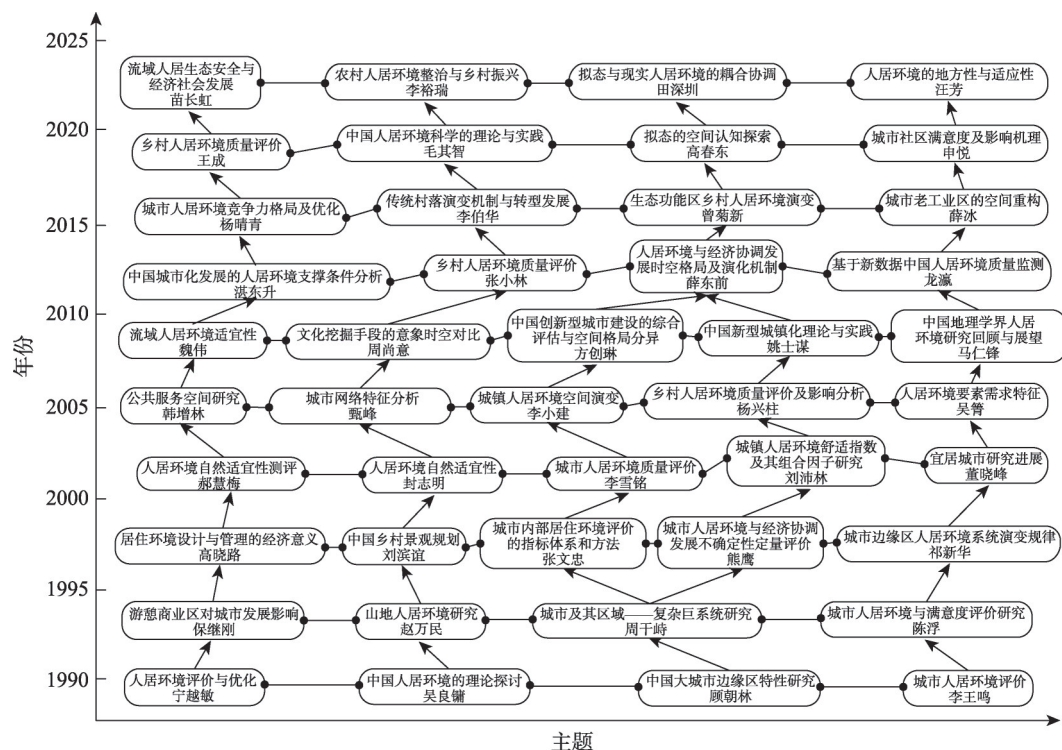 2025
流域人居生态安全与
经济社会发展
苗长虹
农村人居环境整治与乡村振兴
李裕瑞
拟态与现实人居环境的耦合协调
田深圳
人居环境的地方性与适应性
汪芳
2020
乡村人居环境质量评价
王成
中国人居环境科学的理论与实践
毛其智
拟态的空间认知探索
高春东
城市社区满意度及影响机理
申悦
城市人居环境竞争力格局及优化
杨晴青
传统村落演变机制与转型发展
李伯华
生态功能区乡村人居环境演变
曾菊新
城市老工业区的空间重构
薛冰
2015
中国城市化发展的人居环境支撑条件分析
湛东升
乡村人居环境质量评价
张小林
人居环境与经济协调发
展时空格局及演化机制
薛东前
基于新数据中国人居环境质量监测
龙瀛
2010
流域人居环境适宜性
魏伟
文化挖掘手段的意象时空对比
周尚意
中国创新型城市建设的综合
评估与空间格局分异
方创琳
中国新型城镇化理论与实践
姚士谋
中国地理学界人居
环境研究回顾与展望
马仁锋
年份
2005
公共服务空间研究
韩增林
城市网络特征分析
甄峰
城镇人居环境空间演变
李小建
乡村人居环境质量评价及影响分析
杨兴柱
人居环境要素需求特征
吴箐
人居环境自然适宜性测评
郝慧梅
人居环境自然适宜性
封志明
城市人居环境质量评价
李雪铭
城镇人居环境舒适指数
及其组合因子研究
刘沛林
宜居城市研究进展
董晓峰
2000
居住环境设计与管理的经济意义
高晓路
中国乡村景观规划
刘滨谊
城市内部居住环境评价
的指标体系和方法
张文忠
城市人居环境与经济协调
发展不确定性定量评价
熊鹰
城市边缘区人居环境系统演变规律
祁新华
1995
游憩商业区对城市发展影响
保继刚
山地人居环境研究
赵万民
城市及其区域——复杂巨系统研究
周干峙
城市人居环境与满意度评价研究
陈浮
1990
人居环境评价与优化
宁越敏
中国人居环境的理论探讨
吴良镛
中国大城市边缘区特性研究
顾朝林
城市人居环境评价
李王鸣
主题